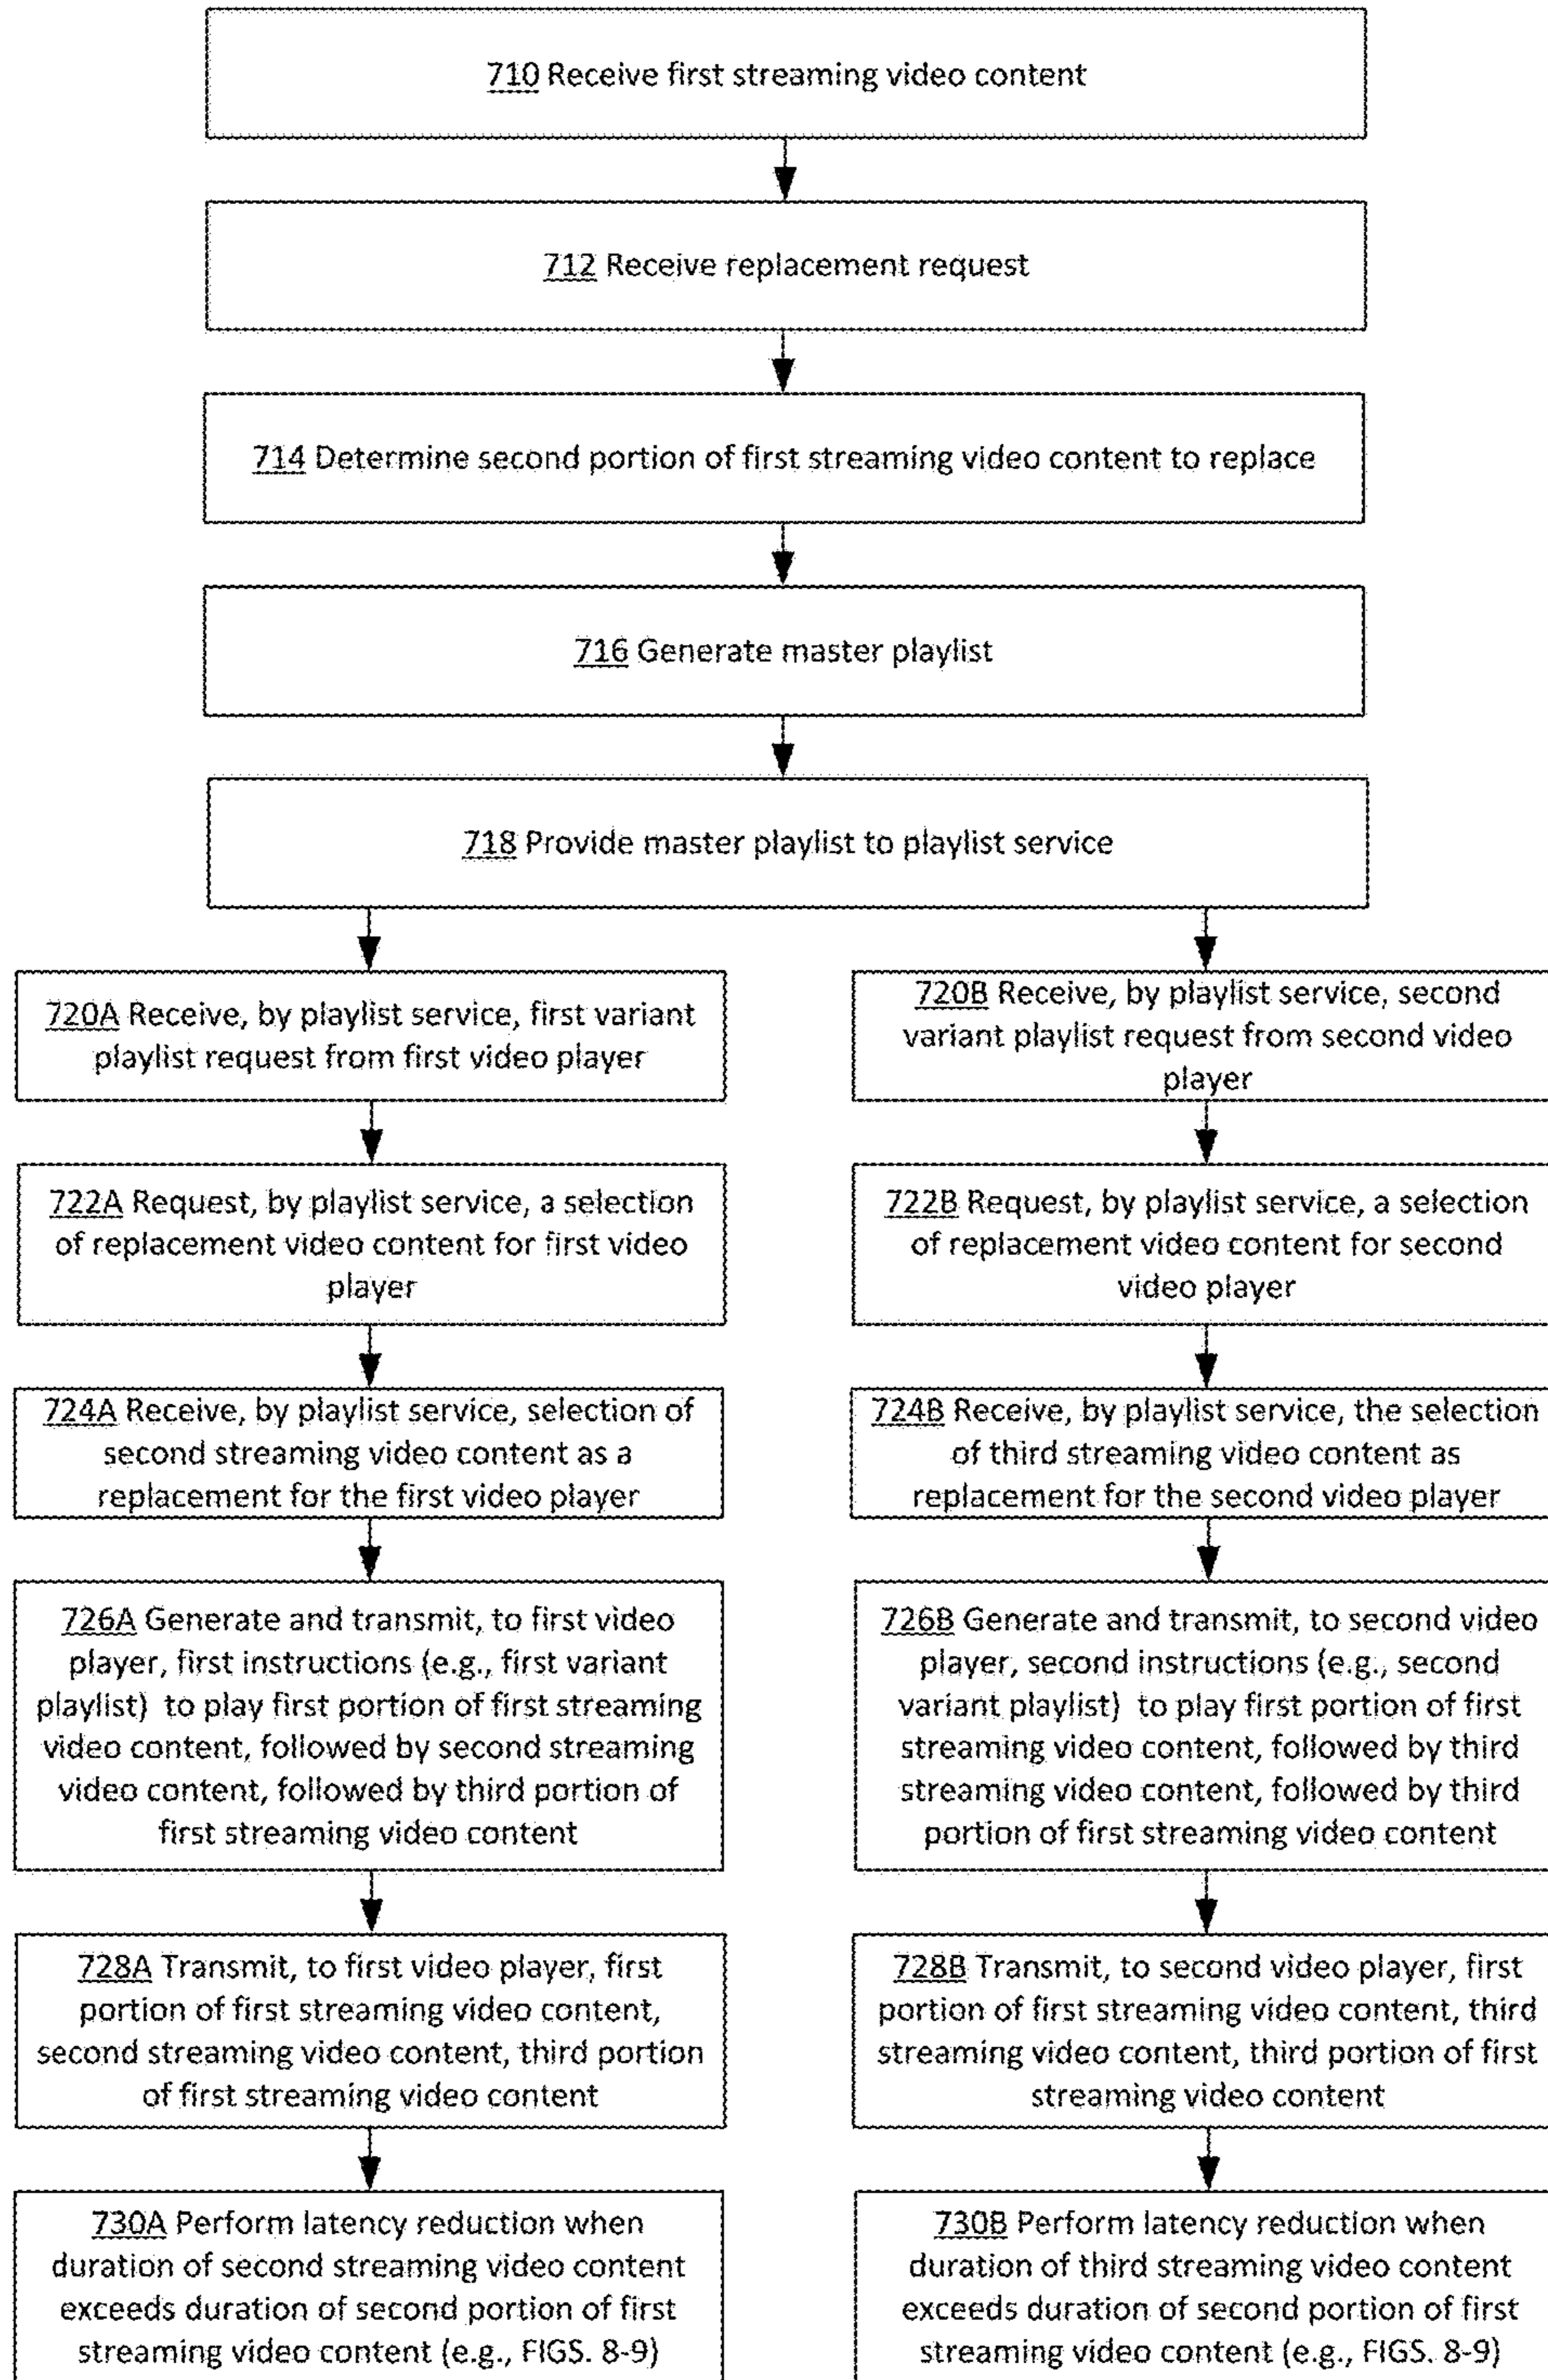 710 Receive first streaming video content
712 Receive replacement request
714 Determine second portion of first streaming video content to replace
716 Generate master playlist
718 Provide master playlist to playlist service
720A Receive, by playlist service, first variant
playlist request from first video player
722A Request, by playlist service, a selection
of replacement video content for first video
player
724A Receive, by playlist service, selection of
second streaming video content as a
replacement for the first video player
726A Generate and transmit, to first video
player, first instructions (e.g., first variant
playlist) to play first portion of first streaming
video content, followed by second streaming
video content, followed by third portion of
first streaming video content
728A Transmit, to first video player, first
portion of first streaming video content,
second streaming video content, third portion
of first streaming video content
730A Perform latency reduction when
duration of second streaming video content
exceeds duration of second portion of first
streaming video content (e.g., FIGS. 8-9)
720B Receive, by playlist service, second
variant playlist request from second video
player
722B Request, by playlist service, a selection
of replacement video content for second
video player
724B Receive, by playlist service, the selection
of third streaming video content as
replacement for the second video player
726B Generate and transmit, to second video
player, second instructions (e.g., second
variant playlist) to play first portion of first
streaming video content, followed by third
streaming video content, followed by third
portion of first streaming video content
728B Transmit, to second video player, first
portion of first streaming video content, third
streaming video content, third portion of first
streaming video content
730B Perform latency reduction when
duration of third streaming video content
exceeds duration of second portion of first
streaming video content (e.g., FIGS. 8-9)